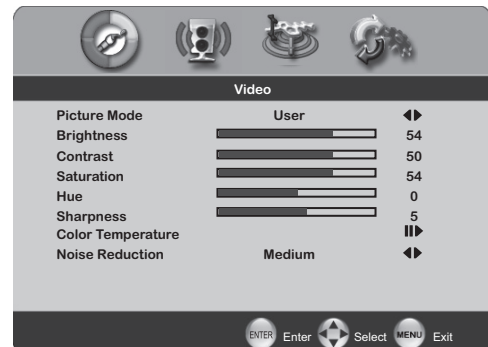 Video
Picture Mode User
Brightness 54
Contrast 50
Saturation 54
Hue 0
Sharpness 5
Color Temperature
Noise Reduction Medium
ENTER Enter Select MENU Exit